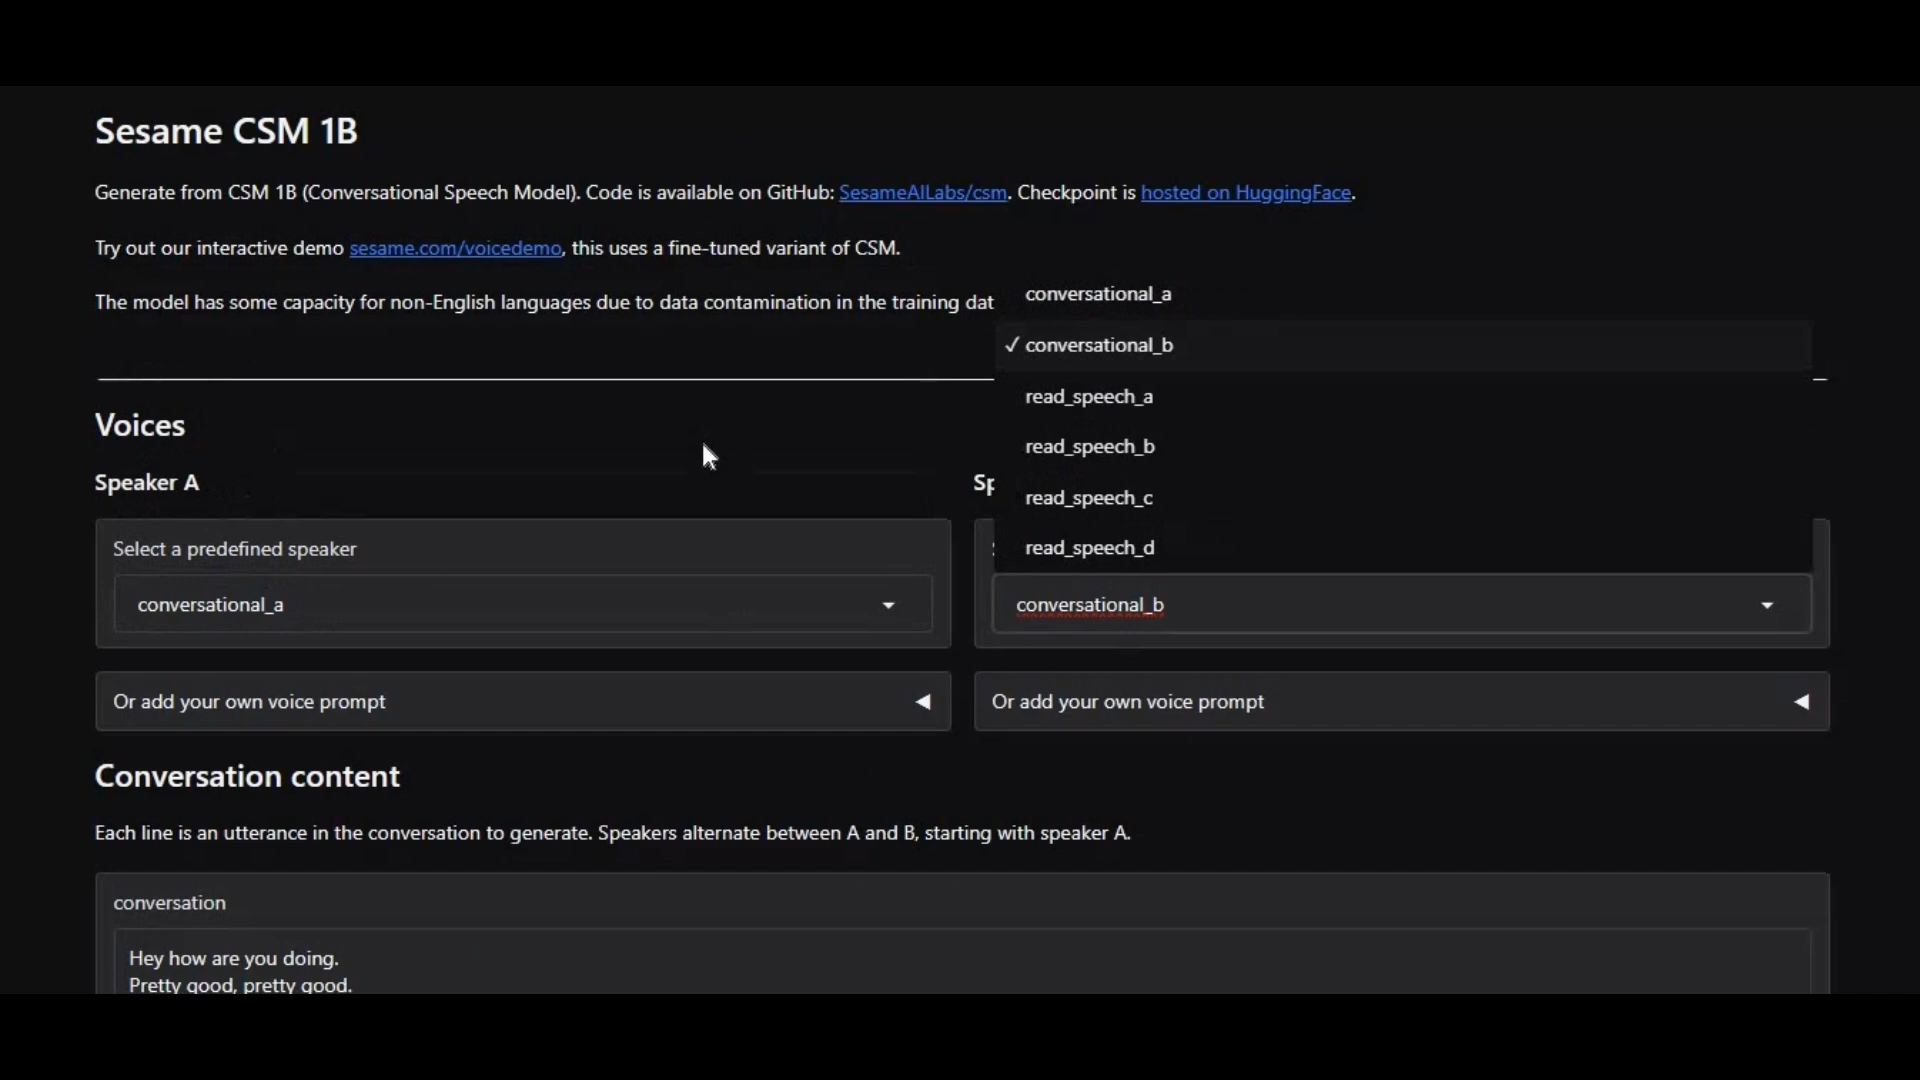 Sesame CSM 1B
Generate from CSM 1B (Conversational Speech Model). Code is available on GitHub: SesameAILabs/csm. Checkpoint is hosted on HuggingFace.
Try out our interactive demo sesame.com/voicedemo, this uses a fine-tuned variant of CSM.
The model has some capacity for non-English languages due to data contamination in the training dat
conversational_a
✓ conversational_b
read_speech_a
read_speech_b
read_speech_c
read_speech_d
Voices
Speaker A
Sp
Select a predefined speaker
conversational_a
conversational_b
Or add your own voice prompt
Or add your own voice prompt
Conversation content
Each line is an utterance in the conversation to generate. Speakers alternate between A and B, starting with speaker A.
conversation
Hey how are you doing.
Pretty good, pretty good.